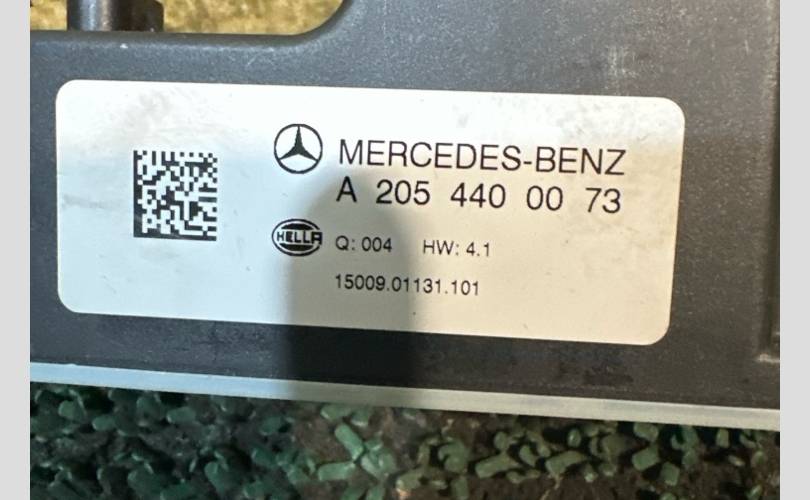 MERCEDES-BENZ
A 205 440 00 73
HELLA
Q: 004 HW: 4.1
15009.01131.101